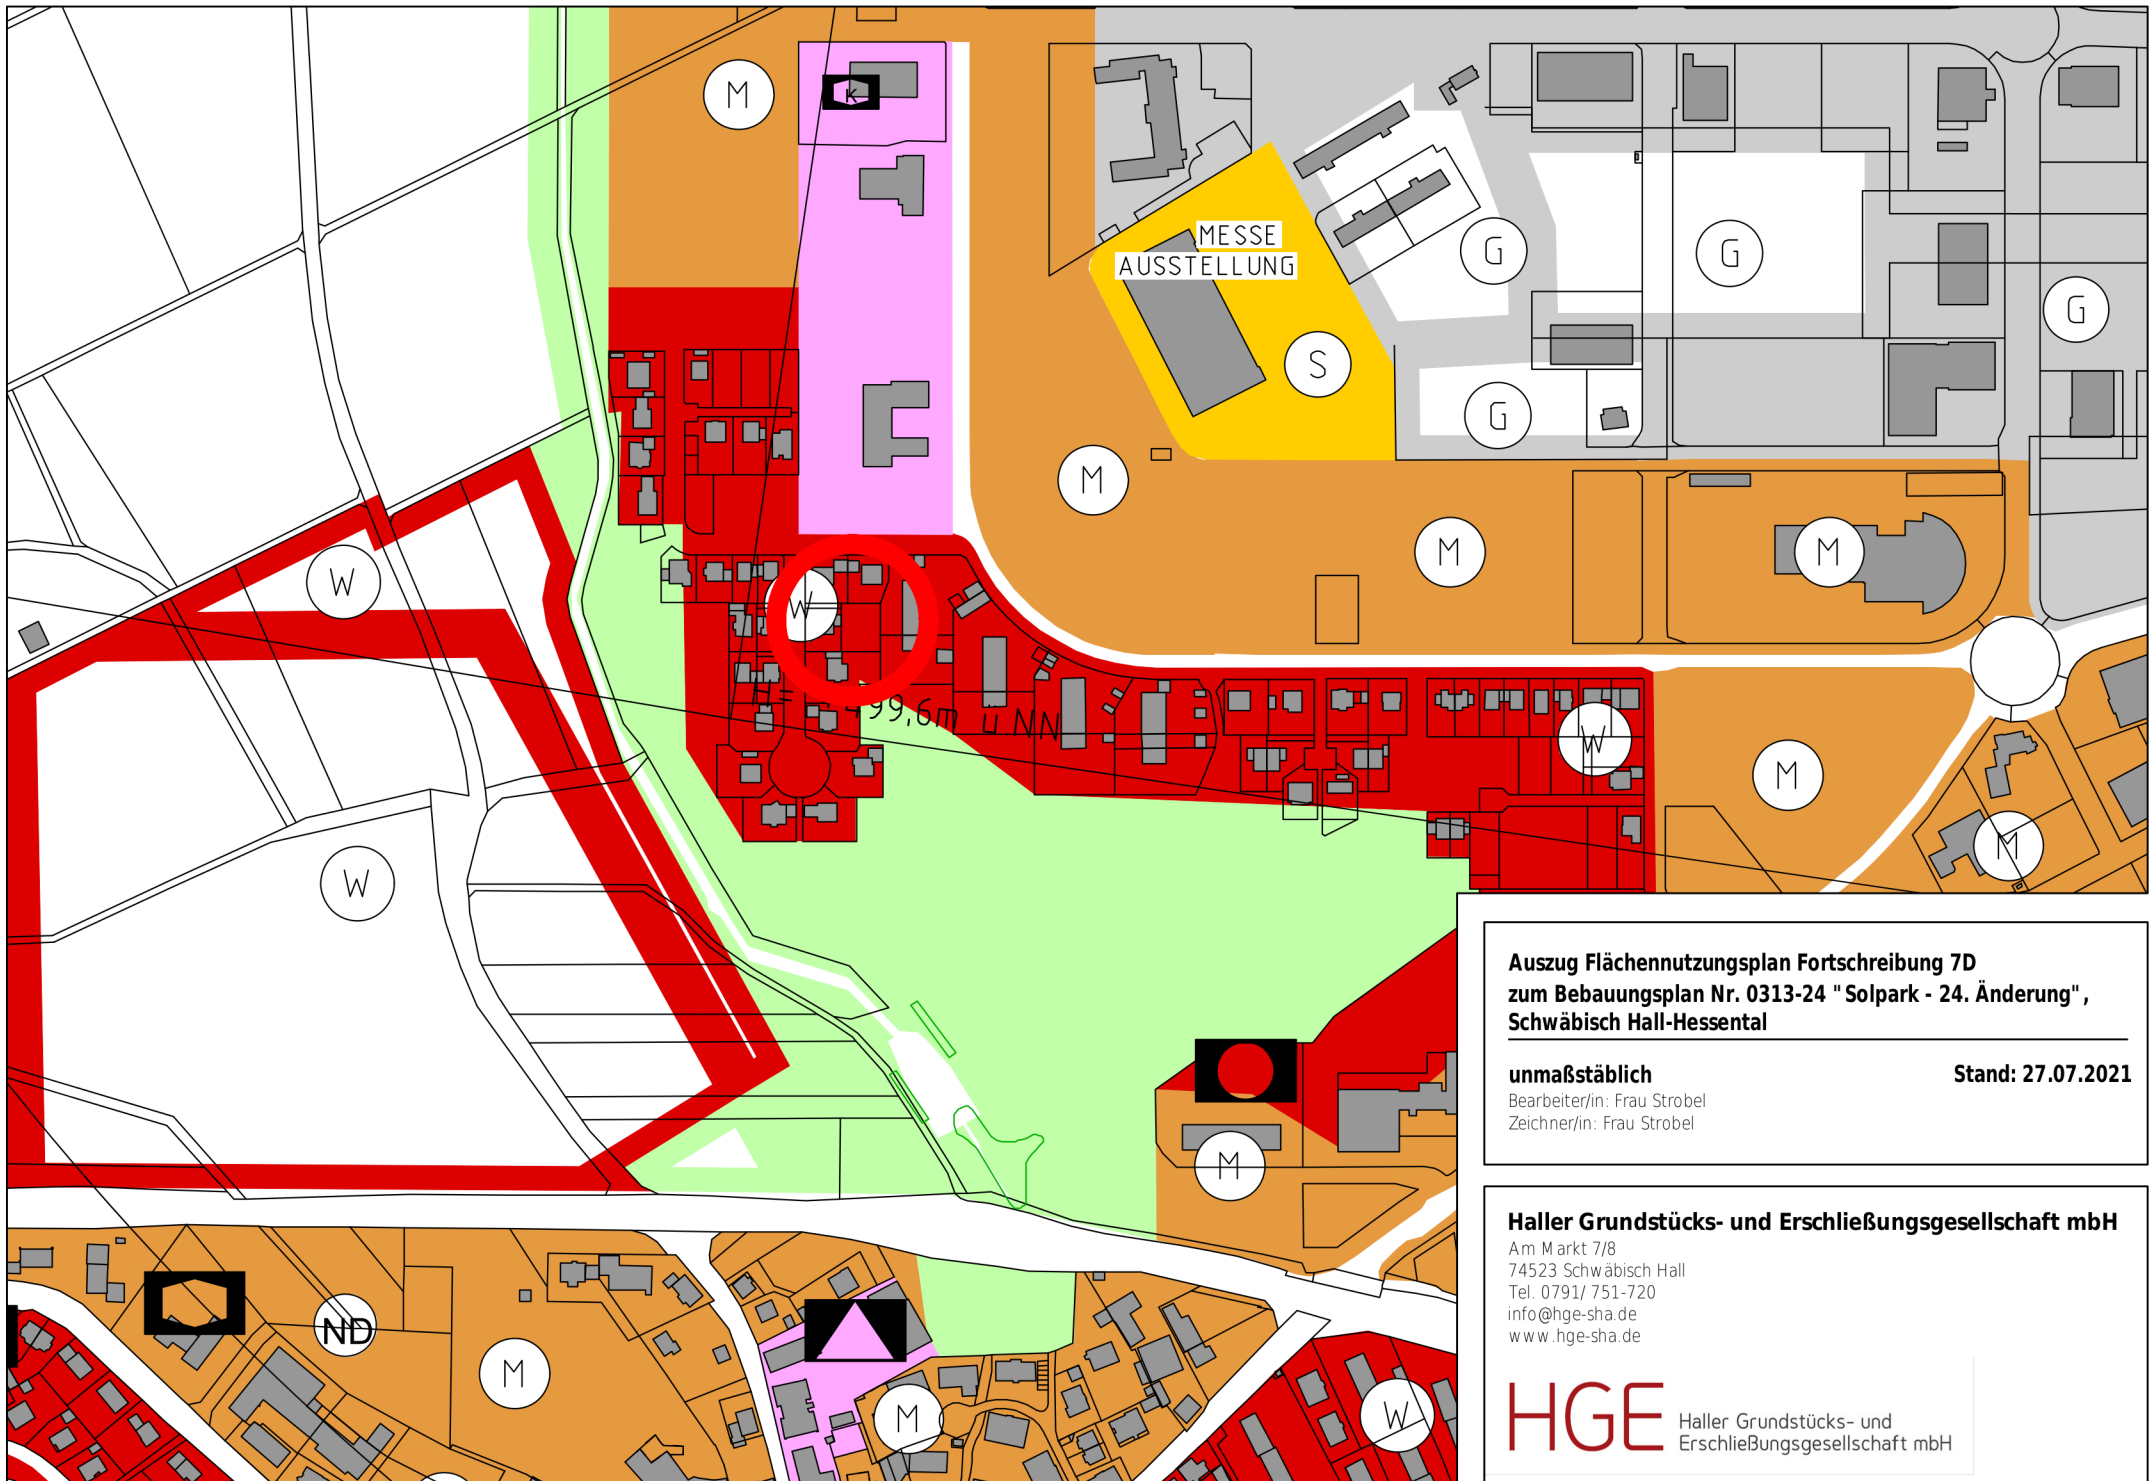 M
K
MESSE
AUSSTELLUNG
G
G
G
S
G
M
M
M
W
W
W
H = 499,6m ü NN
M
M
W
M
ND
M
M
W
Auszug Flächennutzungsplan Fortschreibung 7D
zum Bebauungsplan Nr. 0313-24 "Solpark - 24. Änderung",
Schwäbisch Hall-Hessental
unmaßstäblich Stand: 27.07.2021
Bearbeiter/in: Frau Strobel
Zeichner/in: Frau Strobel
Haller Grundstücks- und Erschließungsgesellschaft mbH
Am Markt 7/8
74523 Schwäbisch Hall
Tel. 0791/ 751-720
info@hge-sha.de
www.hge-sha.de
HGE Haller Grundstücks- und
Erschließungsgesellschaft mbH